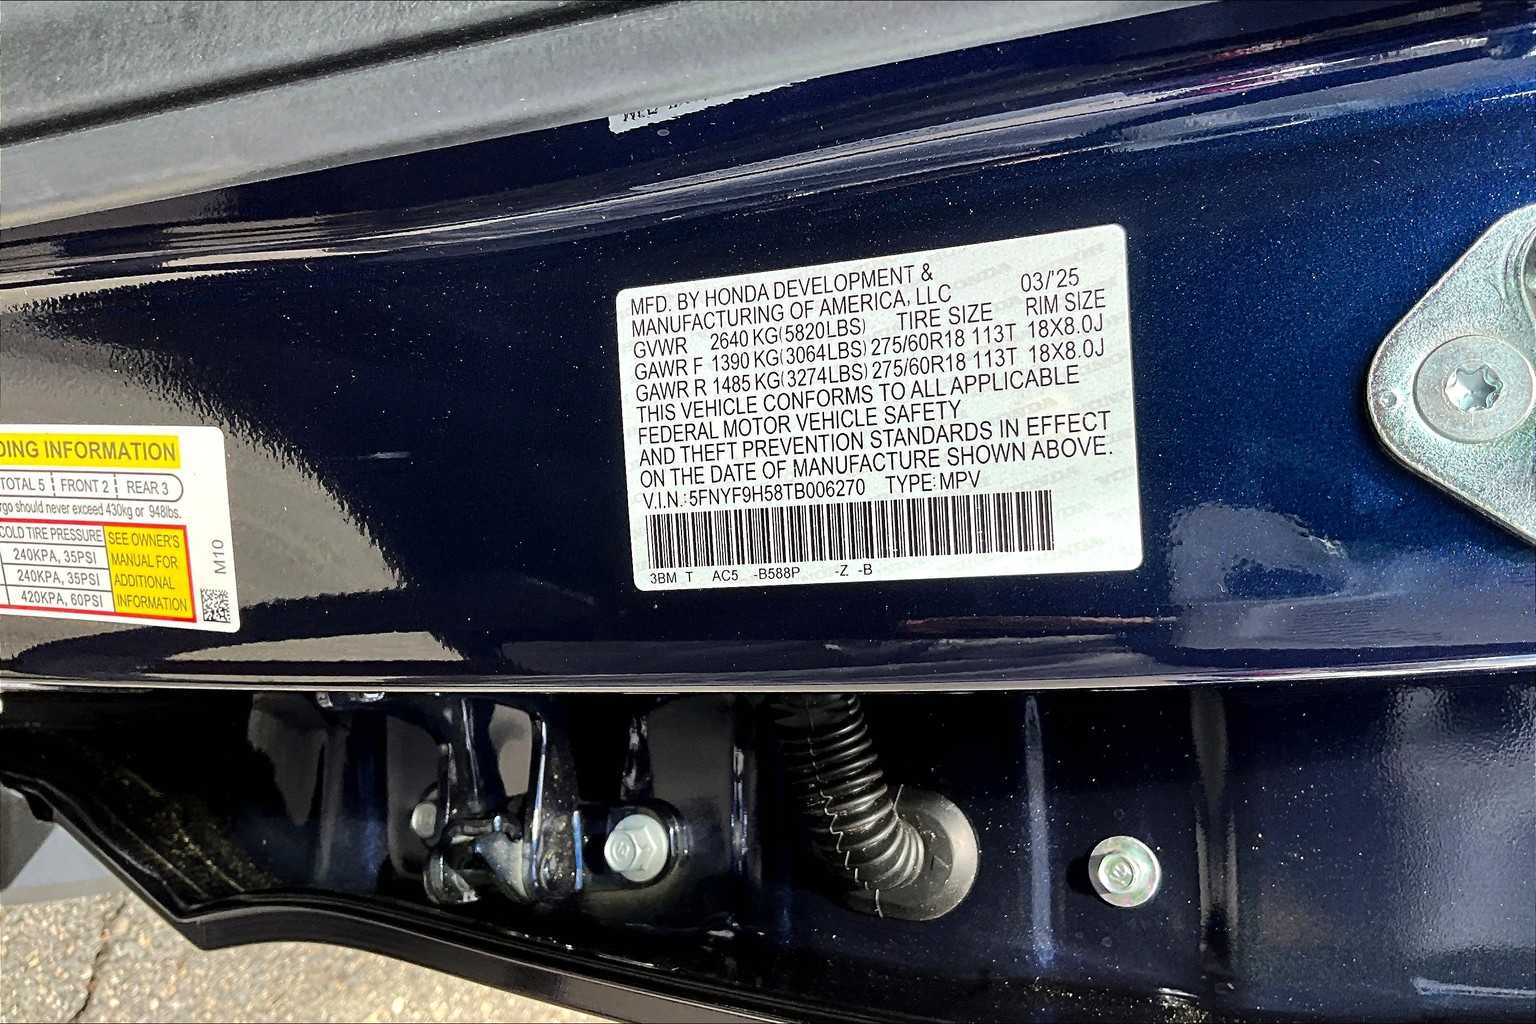 MFD. BY HONDA DEVELOPMENT &
MANUFACTURING OF AMERICA, LLC 03/'25
GVWR 2640 KG(5820LBS) TIRE SIZE RIM SIZE
GAWR F 1390 KG(3064LBS) 275/60R18 113T 18X8.0J
GAWR R 1485 KG(3274LBS) 275/60R18 113T 18X8.0J
THIS VEHICLE CONFORMS TO ALL APPLICABLE
FEDERAL MOTOR VEHICLE SAFETY
AND THEFT PREVENTION STANDARDS IN EFFECT
ON THE DATE OF MANUFACTURE SHOWN ABOVE.
V.I.N.:5FNYF9H58TB006270 TYPE:MPV
3BM T AC5 -B588P -Z -B
INFORMATION
TOTAL 5 FRONT 2 REAR 3
should never exceed 430kg or 948lbs.
COLD TIRE PRESSURE
240KPA, 35PSI
240KPA, 35PSI
420KPA, 60PSI
SEE OWNER'S
MANUAL FOR
ADDITIONAL
INFORMATION
M10